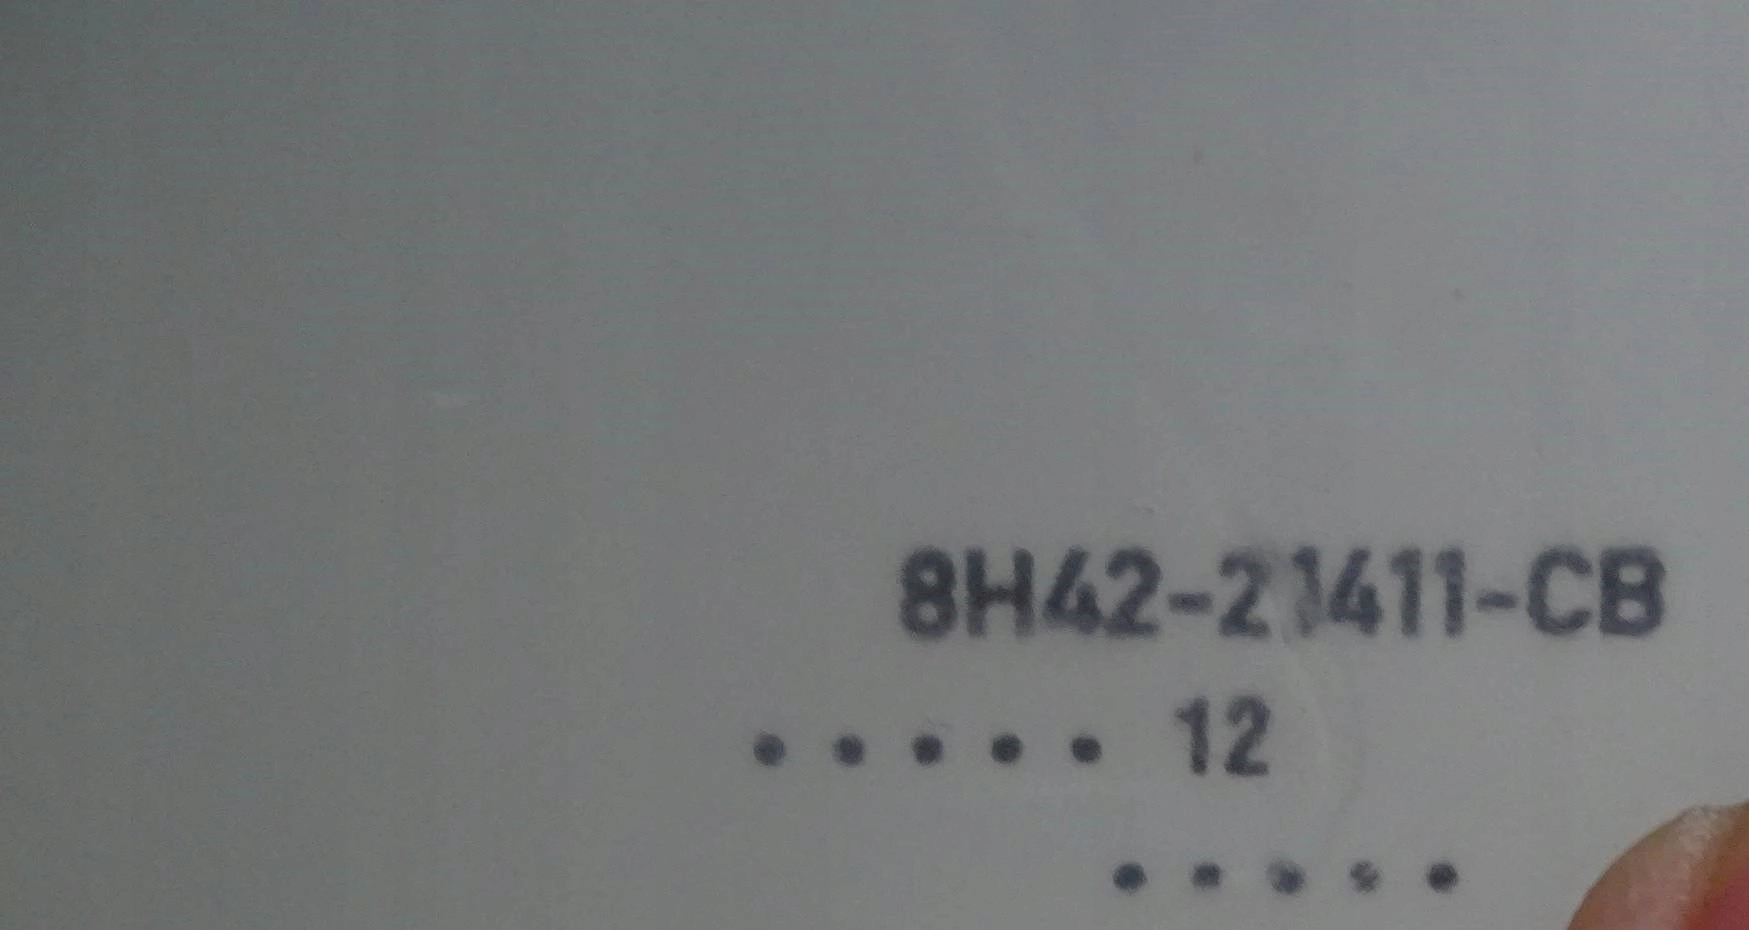 8H42-21411-CB
• • • • • 12
• • • • •